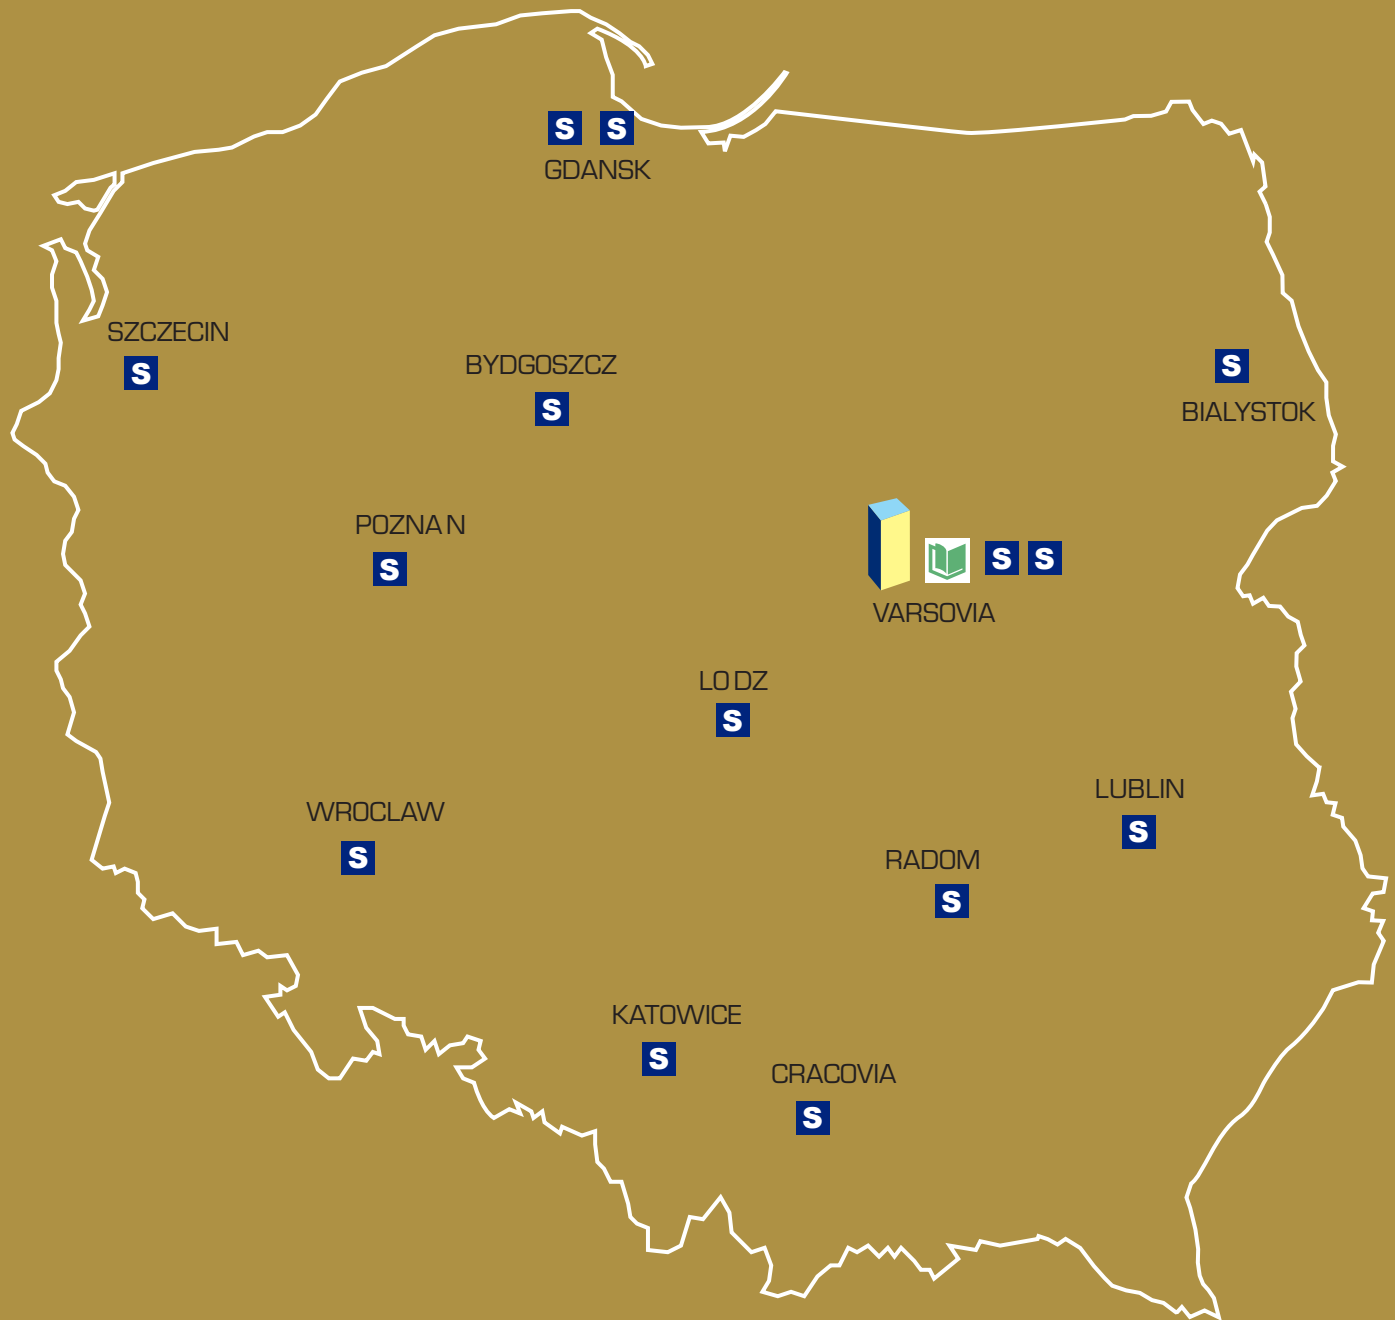 S S
GDANSK
SZCZECIN
S
BYDGOSZCZ
S
S
BIALYSTOK
POZNAN
S
S S
VARSOVIA
LODZ
S
WROCLAW
S
LUBLIN
S
RADOM
S
KATOWICE
S
CRACOVIA
S